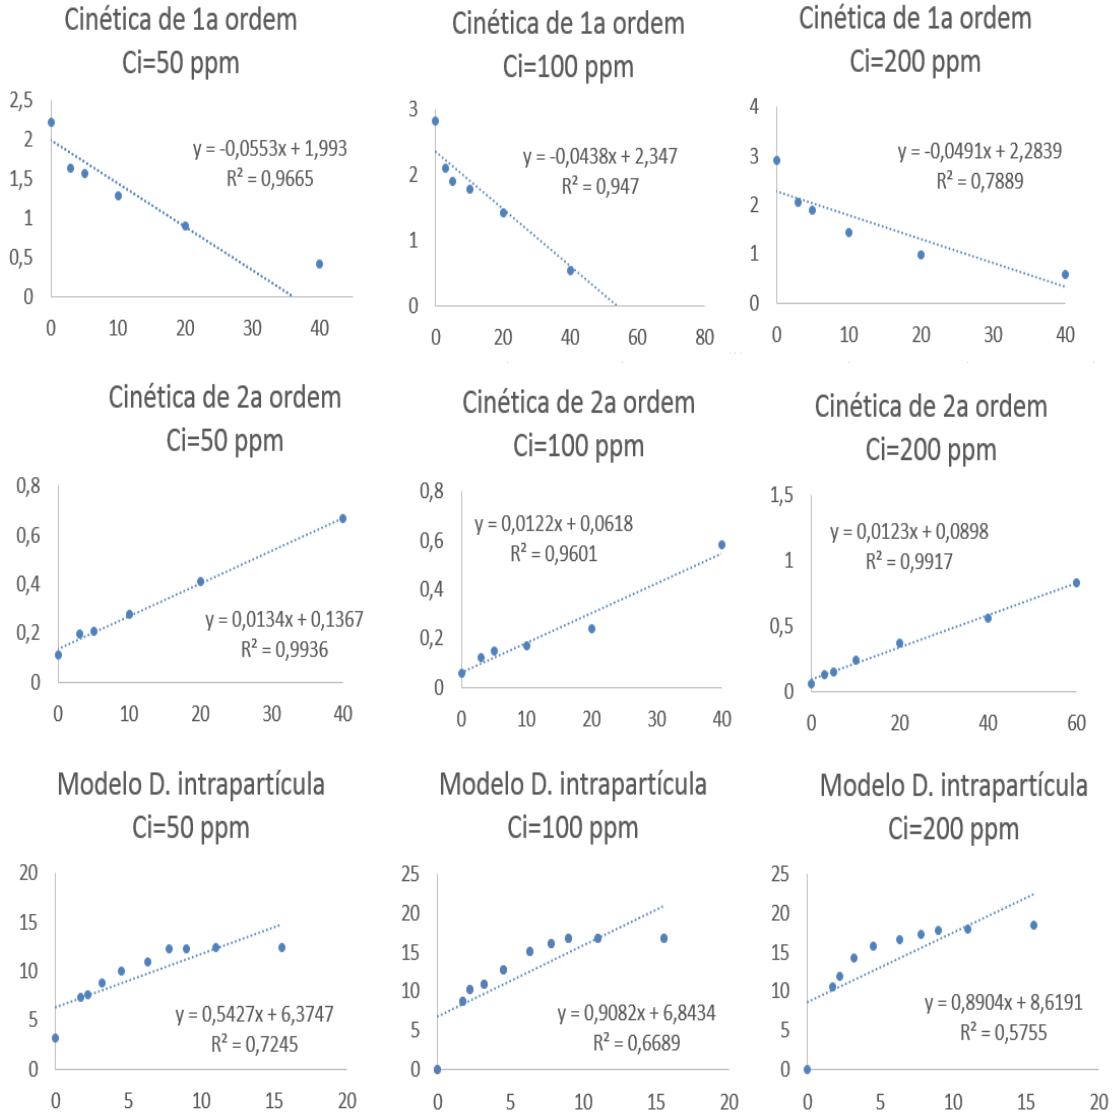 Cinética de 1a ordem
Ci=50 ppm
2,5
2
1,5
1
0,5
0
0 10 20 30 40
y = -0,0553x + 1,993
R² = 0,9665
Cinética de 1a ordem
Ci=100 ppm
3
2
1
0
0 20 40 60 80
y = -0,0438x + 2,347
R² = 0,947
Cinética de 1a ordem
Ci=200 ppm
4
3
2
1
0
0 10 20 30 40
y = -0,0491x + 2,2839
R² = 0,7889
Cinética de 2a ordem
Ci=50 ppm
0,8
0,6
0,4
0,2
0
0 10 20 30 40
y = 0,0134x + 0,1367
R² = 0,9936
Cinética de 2a ordem
Ci=100 ppm
0,8
0,6
0,4
0,2
0
0 10 20 30 40
y = 0,0122x + 0,0618
R² = 0,9601
Cinética de 2a ordem
Ci=200 ppm
1,5
1
0,5
0
0 20 40 60
y = 0,0123x + 0,0898
R² = 0,9917
Modelo D. intrapartícula
Ci=50 ppm
20
15
10
5
0
0 5 10 15 20
y = 0,5427x + 6,3747
R² = 0,7245
Modelo D. intrapartícula
Ci=100 ppm
25
20
15
10
5
0
0 5 10 15 20
y = 0,9082x + 6,8434
R² = 0,6689
Modelo D. intrapartícula
Ci=200 ppm
25
20
15
10
5
0
0 5 10 15 20
y = 0,8904x + 8,6191
R² = 0,5755